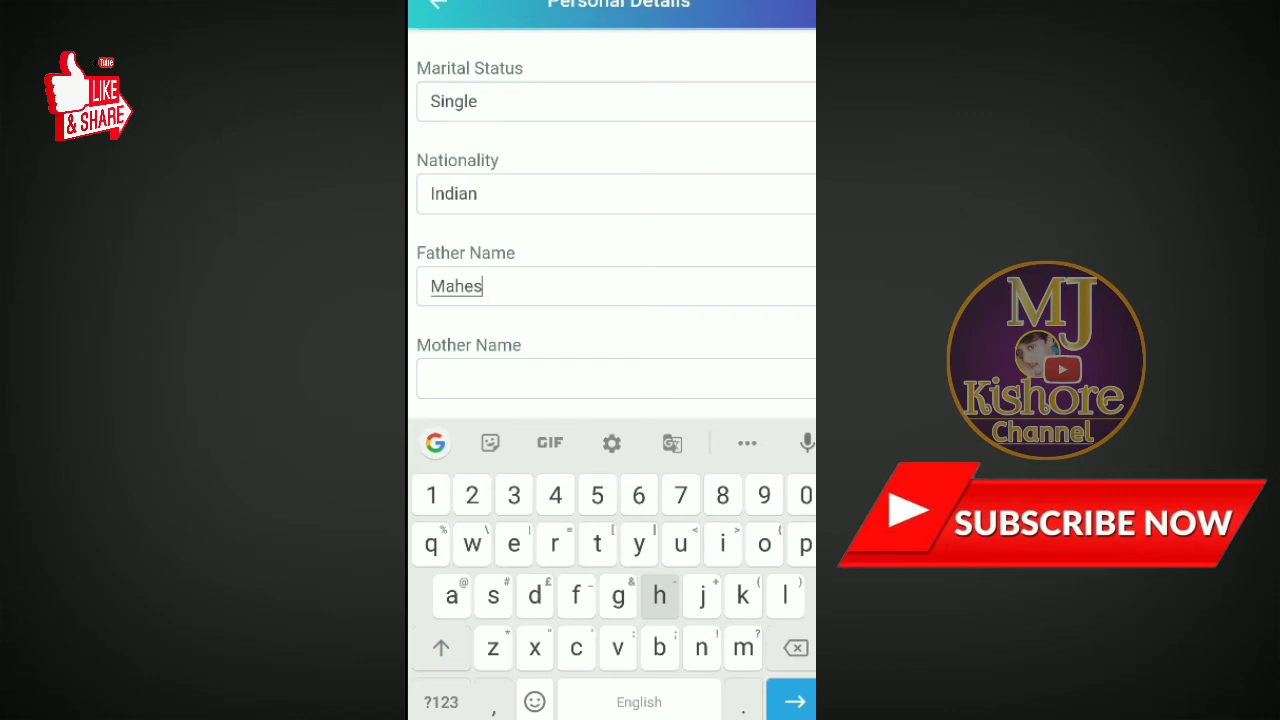 Personal Details
Tube
LIKE
& SHARE
Marital Status
Single
Nationality
Indian
Father Name
Mahes
Mother Name
MJ
Kishore
Channel
SUBSCRIBE NOW
G GIF
1 2 3 4 5 6 7 8 9 0
% \ | = [ ] < > {
q w e r t y u i o p
@ # £ _ & - + ( )
a s d f g h j k l
* " ' : ; ! ?
z x c v b n m
?123 , English .